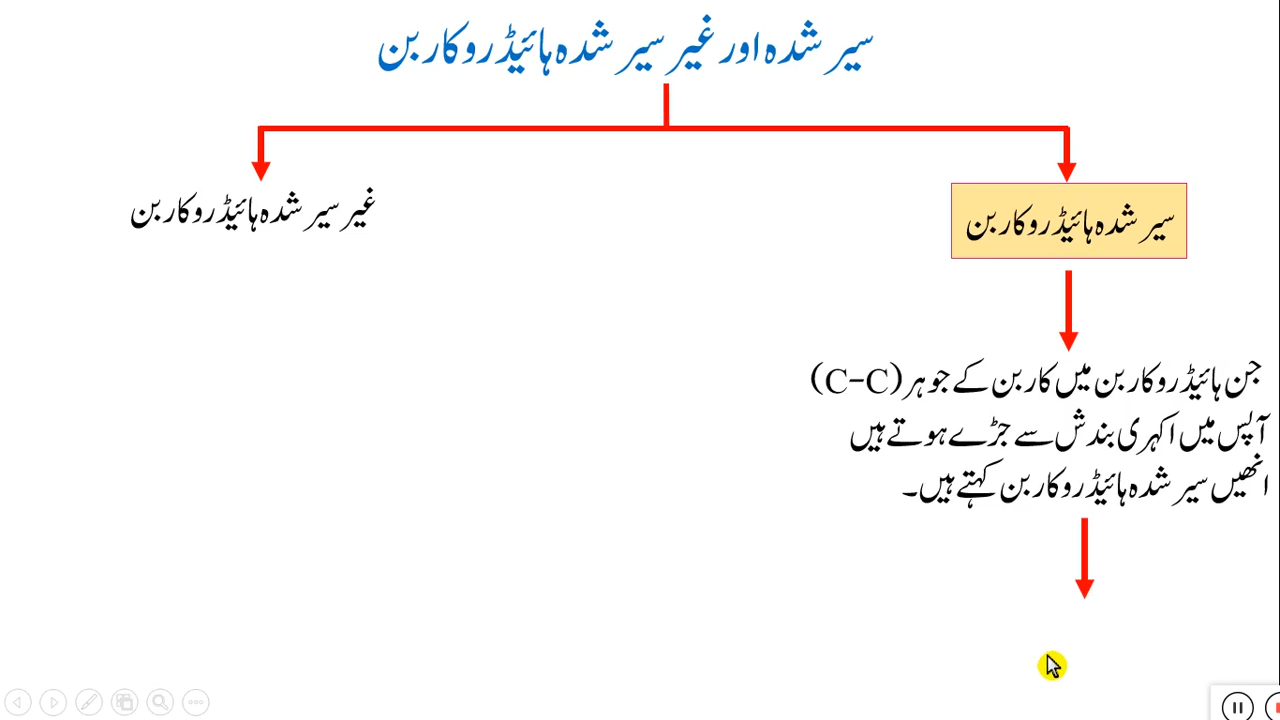 سیر شدہ اور غیر سیر شدہ ہائیڈروکاربن
سیر شدہ ہائیڈروکاربن
غیر سیر شدہ ہائیڈروکاربن
جن ہائیڈروکاربن میں کاربن کے جوہر (C-C)
آپس میں اکہری بندش سے جڑے ہوتے ہیں
انھیں سیر شدہ ہائیڈروکاربن کہتے ہیں۔